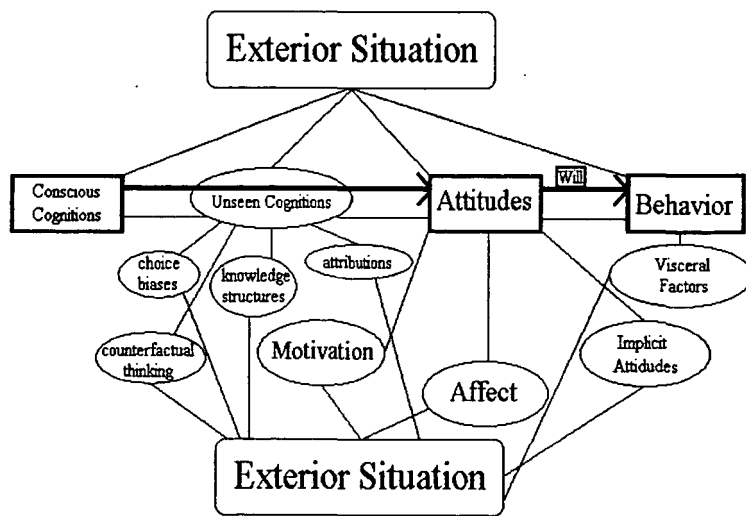 Exterior Situation
Will
Conscious
Cognitions
Unseen Cognitions
Attitudes
Behavior
choice
biases
knowledge
structures
attributions
Visceral
Factors
counterfactual
thinking
Motivation
Implicit
Attidudes
Affect
Exterior Situation